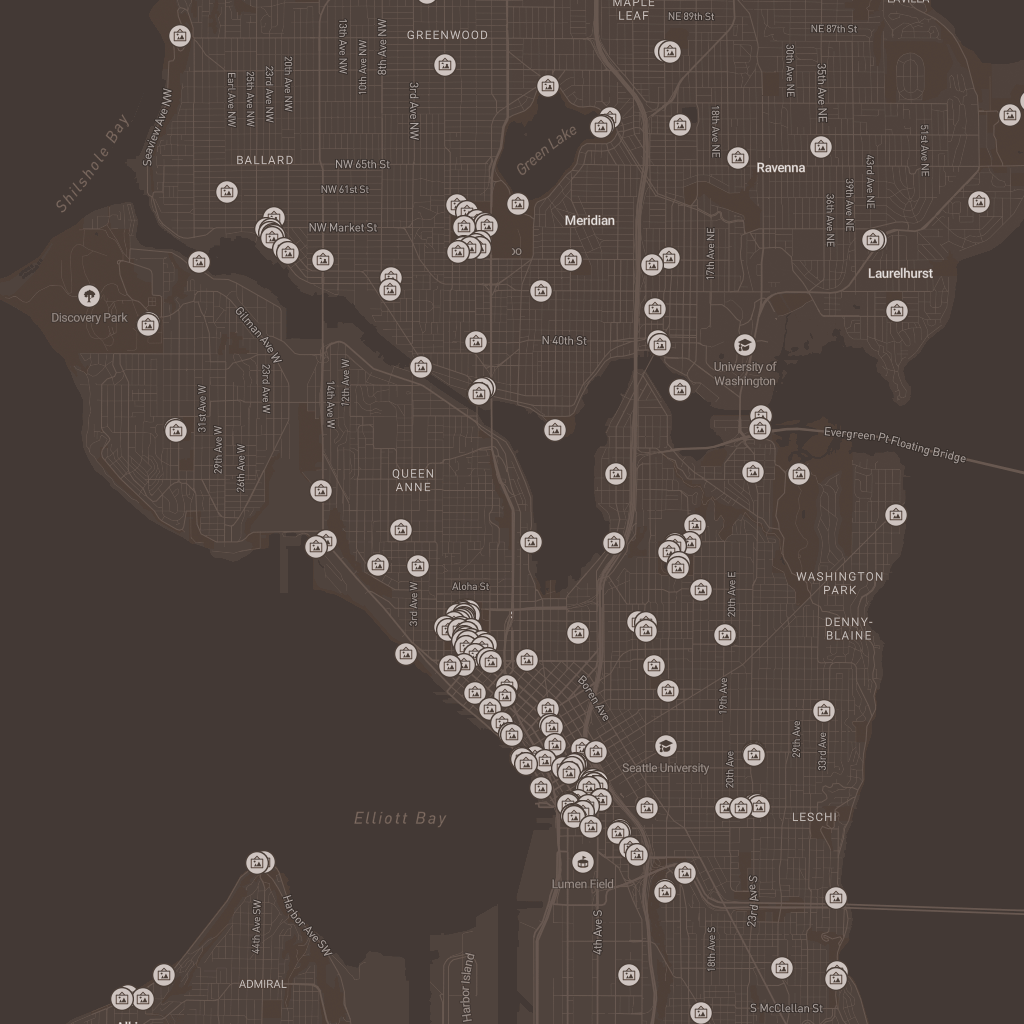 MAPLE
LEAF
NE 89th St
NE 87th St
GREENWOOD
13th Ave NW
10th Ave NW
8th Ave NW
3rd Ave NW
20th Ave NW
23rd Ave NW
25th Ave NW
Earl Ave NW
Seaview Ave NW
Shilshole Bay
30th Ave NE
35th Ave NE
18th Ave NE
51st Ave NE
43rd Ave NE
39th Ave NE
36th Ave NE
Green Lake
BALLARD
NW 65th St
NW 61st St
NW Market St
Ravenna
Meridian
17th Ave NE
Laurelhurst
Discovery Park
Gilman Ave W
N 40th St
University of
Washington
23rd Ave W
14th Ave W
12th Ave W
31st Ave W
29th Ave W
26th Ave W
Evergreen Pt Floating Bridge
QUEEN
ANNE
Aloha St
3rd Ave W
20th Ave E
WASHINGTON
PARK
DENNY-
BLAINE
Boren Ave
19th Ave
29th Ave
33rd Ave
20th Ave
Seattle University
Elliott Bay
LESCHI
Lumen Field
23rd Ave S
4th Ave S
18th Ave S
44th Ave SW
Harbor Ave SW
ADMIRAL
Harbor Island
S McClellan St